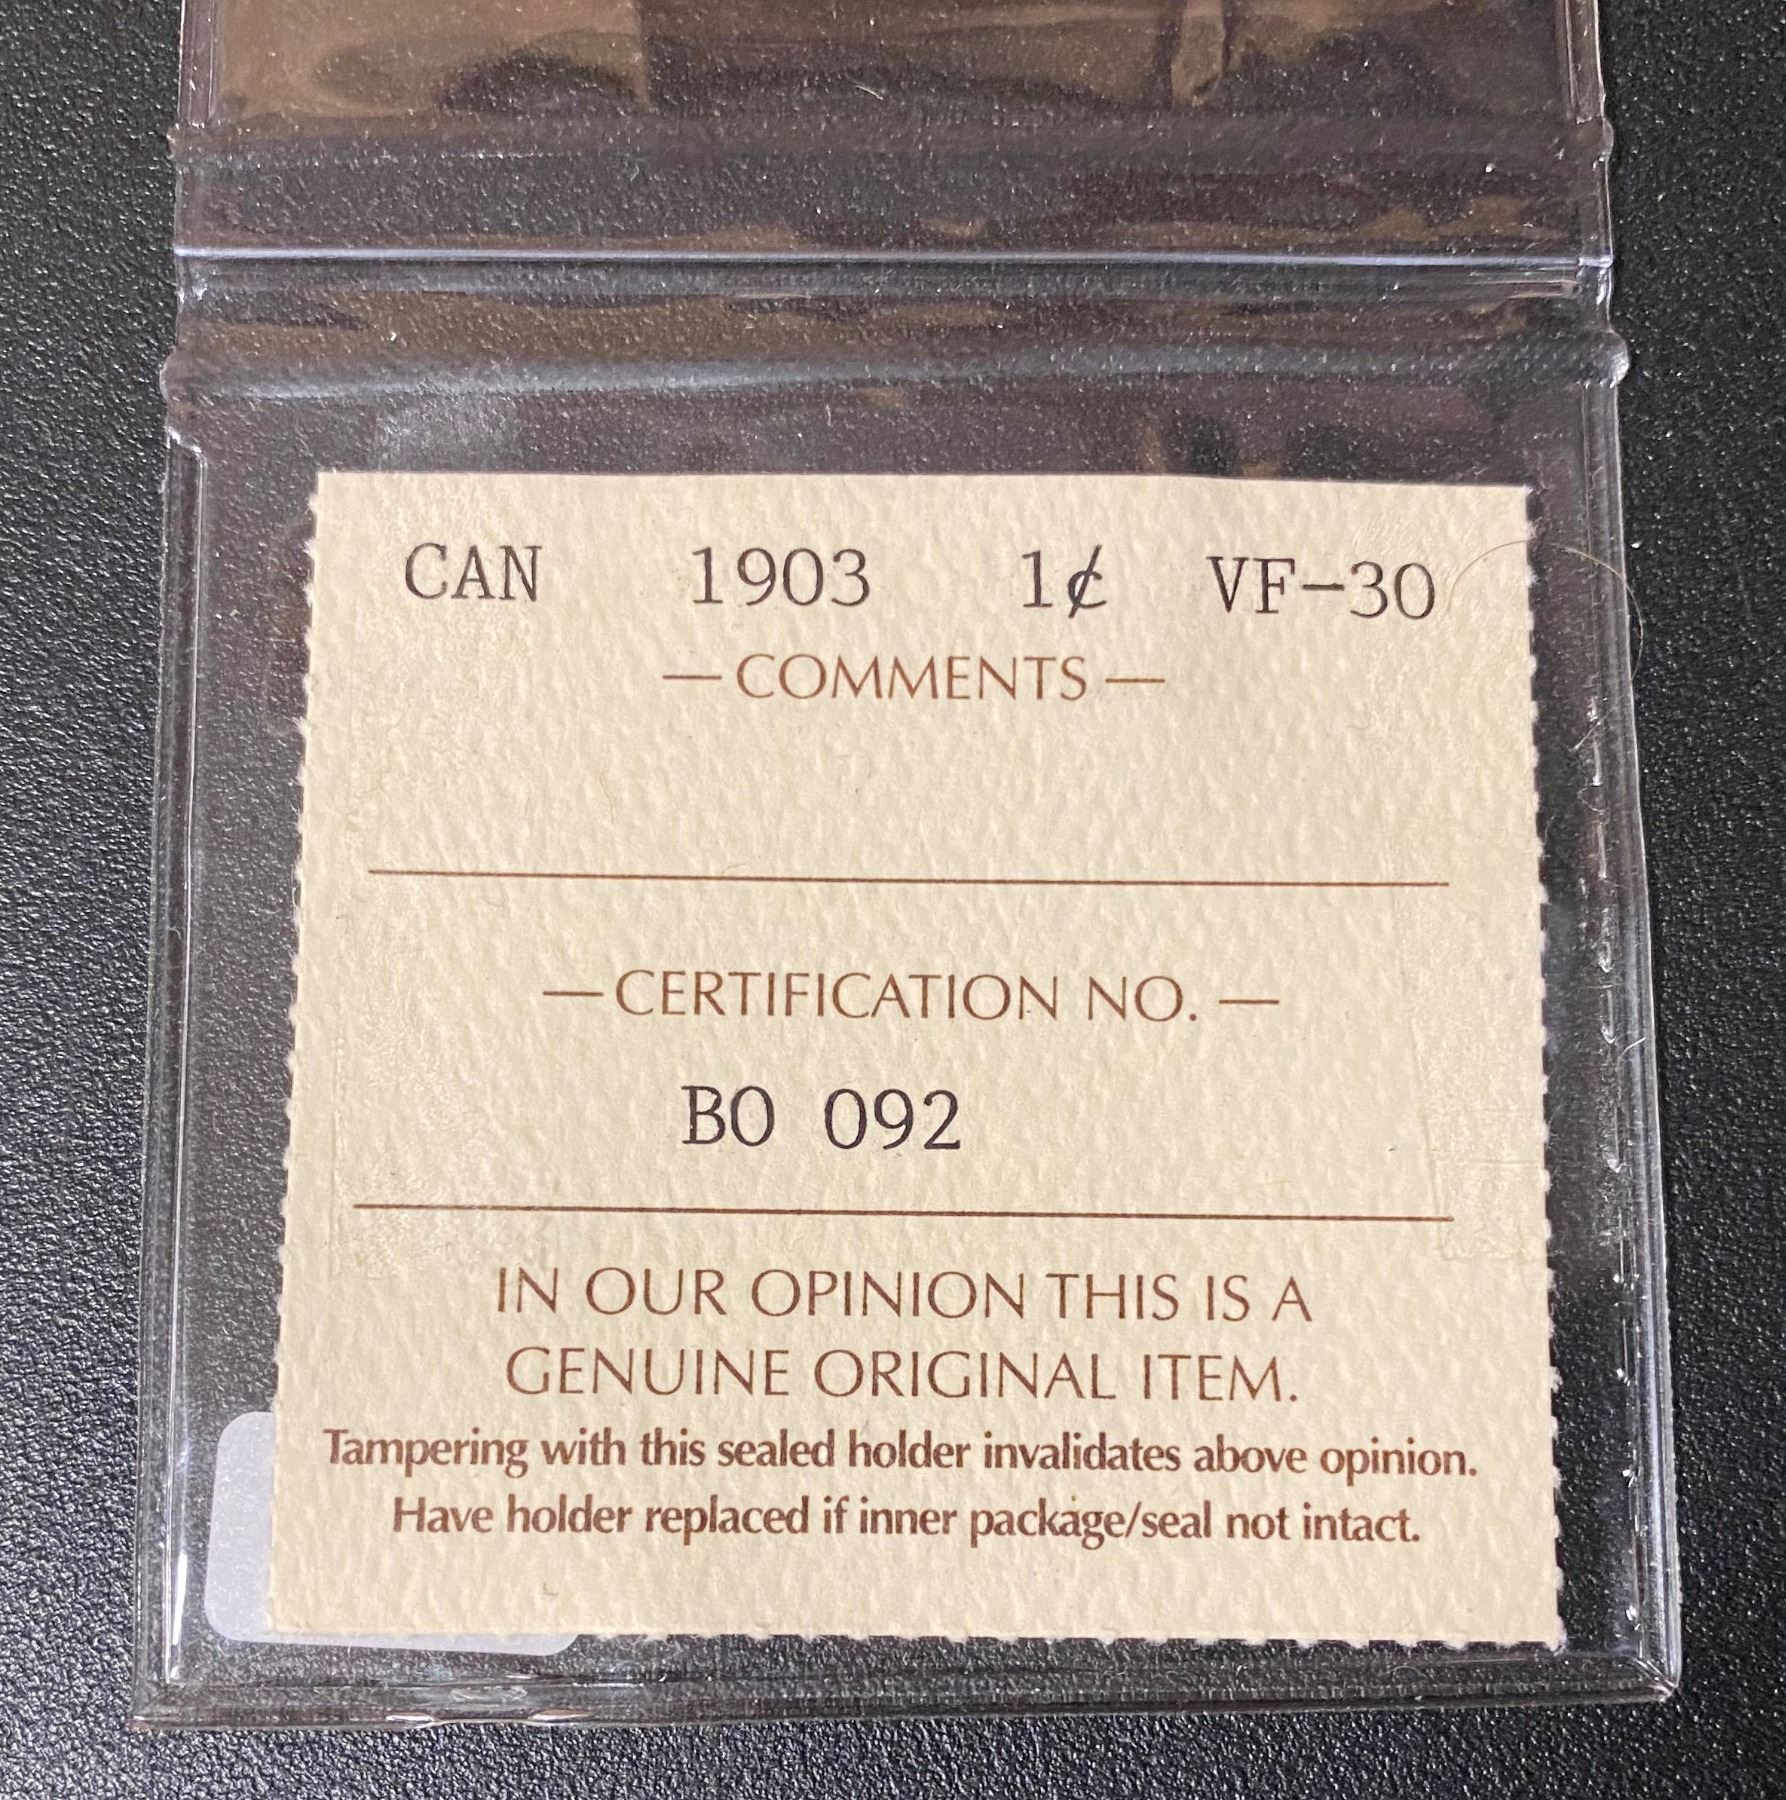 CAN 1903 1¢ VF-30
— COMMENTS —
— CERTIFICATION NO. —
BO 092
IN OUR OPINION THIS IS A
GENUINE ORIGINAL ITEM.
Tampering with this sealed holder invalidates above opinion.
Have holder replaced if inner package/seal not intact.